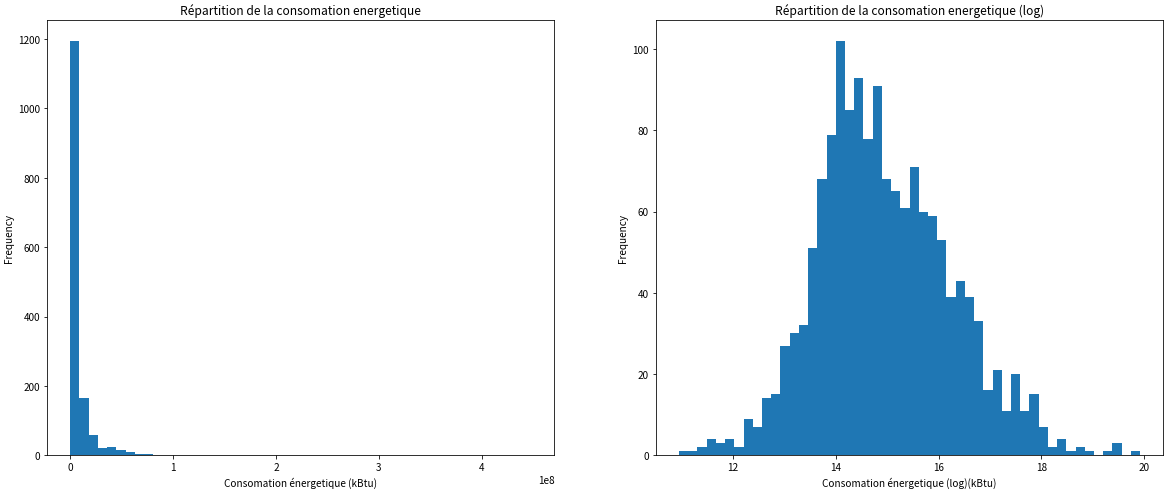 Répartition de la consomation energetique
1200
1000
800
600
400
200
0
Frequency
0 1 2 3 4
1e8
Consomation énergetique (kBtu)
Répartition de la consomation energetique (log)
100
80
60
40
20
0
Frequency
12 14 16 18 20
Consomation énergetique (log)(kBtu)